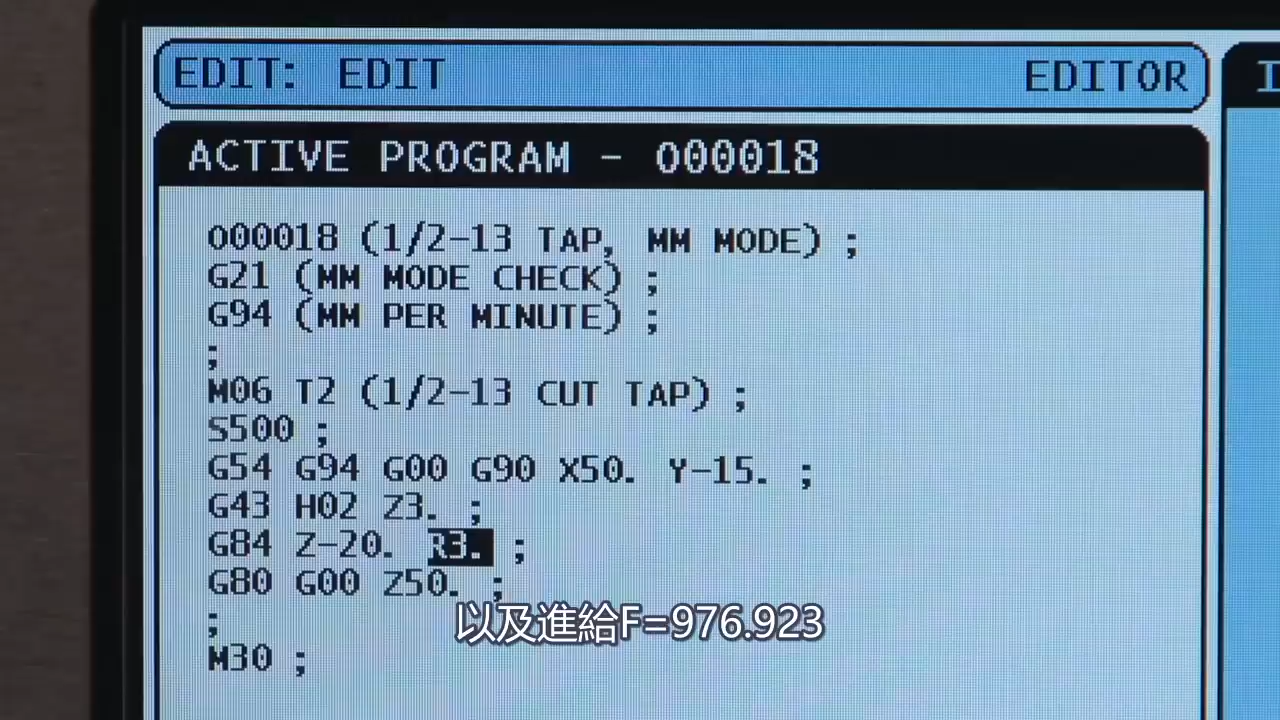 EDIT: EDIT EDITOR
ACTIVE PROGRAM - O00018
O00018 (1/2-13 TAP, MM MODE) ;
G21 (MM MODE CHECK) ;
G94 (MM PER MINUTE) ;
;
M06 T2 (1/2-13 CUT TAP) ;
S500 ;
G54 G94 G00 G90 X50. Y-15. ;
G43 H02 Z3. ;
G84 Z-20. R3. ;
G80 G00 Z50. ;
;
M30 ;
以及進給F=976.923